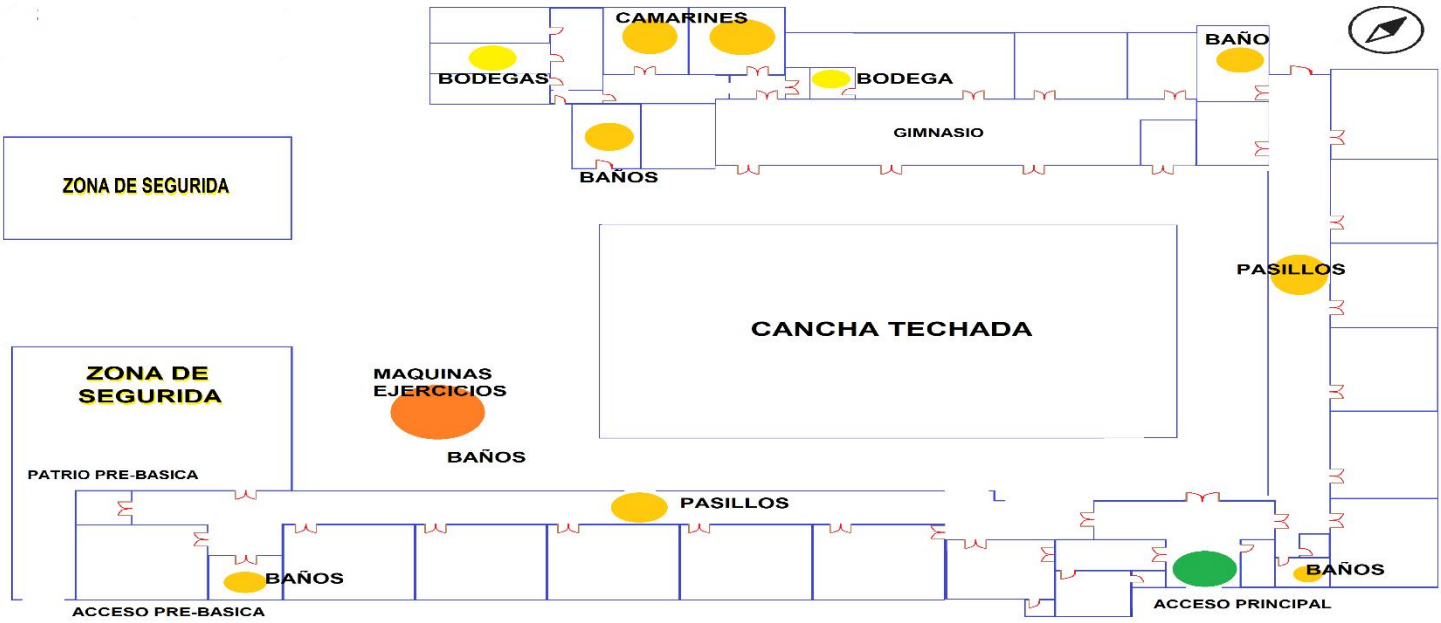 CAMARINES
BAÑO
BODEGAS
BODEGA
GIMNASIO
BAÑOS
ZONA DE SEGURIDA
PASILLOS
CANCHA TECHADA
ZONA DE
SEGURIDA
MAQUINAS
EJERCICIOS
BAÑOS
PATRIO PRE-BASICA
PASILLOS
BAÑOS
BAÑOS
ACCESO PRE-BASICA
ACCESO PRINCIPAL